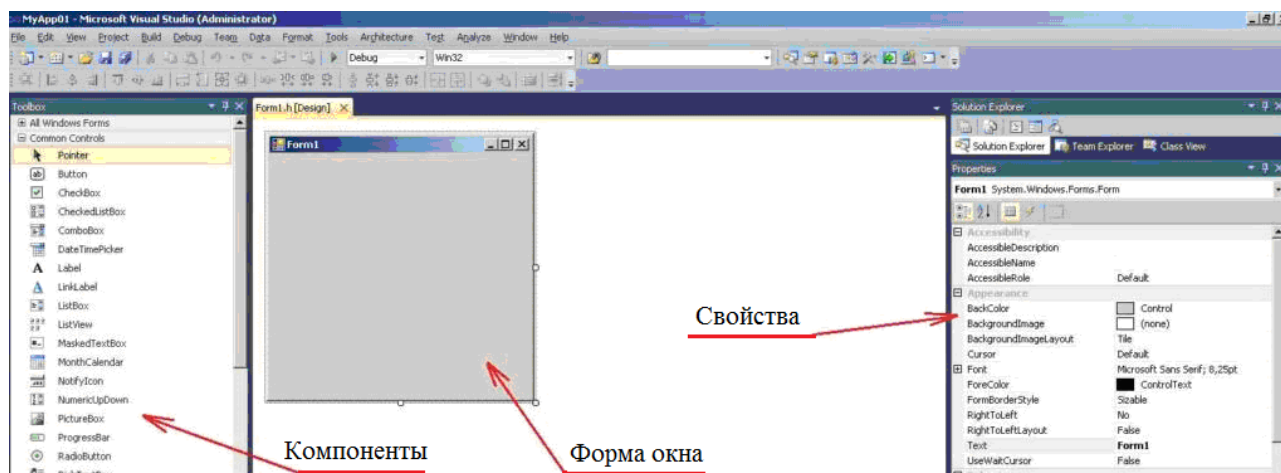 MyApp01 - Microsoft Visual Studio (Administrator)
File Edit View Project Build Debug Team Data Format Tools Architecture Test Analyze Window Help
Debug Win32
Toolbox
All Windows Forms
Common Controls
Pointer
Button
CheckBox
CheckedListBox
ComboBox
DateTimePicker
Label
LinkLabel
ListBox
ListView
MaskedTextBox
MonthCalendar
NotifyIcon
NumericUpDown
PictureBox
ProgressBar
RadioButton
Form1.h [Design]
Form1
Компоненты
Форма окна
Свойства
Solution Explorer
Solution Explorer Team Explorer Class View
Properties
Form1 System.Windows.Forms.Form
Accessibility
AccessibleDescription
AccessibleName
AccessibleRole Default
Appearance
BackColor Control
BackgroundImage (none)
BackgroundImageLayout Tile
Cursor Default
Font Microsoft Sans Serif; 8,25pt
ForeColor ControlText
FormBorderStyle Sizable
RightToLeft No
RightToLeftLayout False
Text Form1
UseWaitCursor False